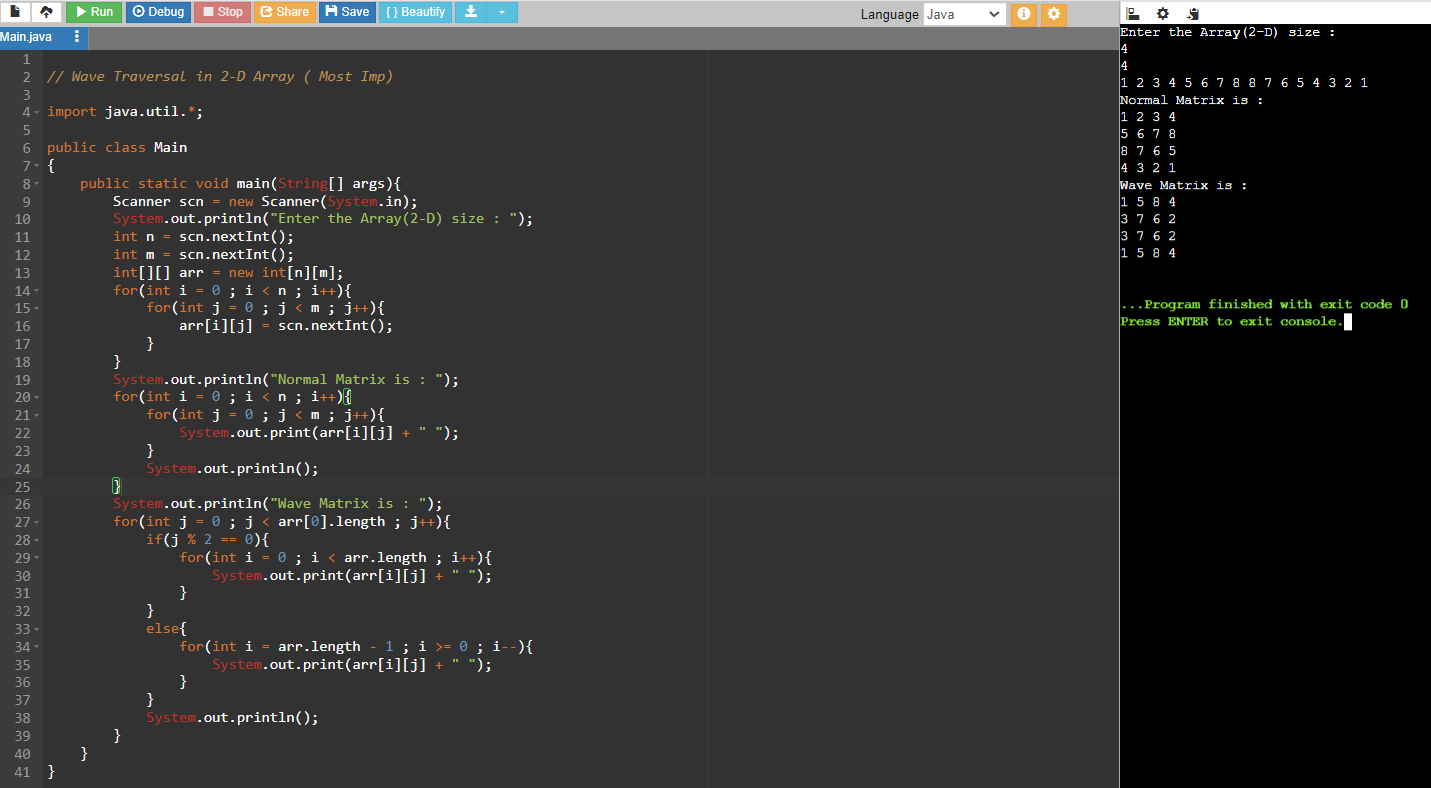 Run Debug Stop Share Save { } Beautify Language Java
Main.java
1
2 // Wave Traversal in 2-D Array ( Most Imp)
3
4 import java.util.*;
5
6 public class Main
7 {
8 public static void main(String[] args){
9 Scanner scn = new Scanner(System.in);
10 System.out.println("Enter the Array(2-D) size : ");
11 int n = scn.nextInt();
12 int m = scn.nextInt();
13 int[][] arr = new int[n][m];
14 for(int i = 0 ; i < n ; i++){
15 for(int j = 0 ; j < m ; j++){
16 arr[i][j] = scn.nextInt();
17 }
18 }
19 System.out.println("Normal Matrix is : ");
20 for(int i = 0 ; i < n ; i++){
21 for(int j = 0 ; j < m ; j++){
22 System.out.print(arr[i][j] + " ");
23 }
24 System.out.println();
25 }
26 System.out.println("Wave Matrix is : ");
27 for(int j = 0 ; j < arr[0].length ; j++){
28 if(j % 2 == 0){
29 for(int i = 0 ; i < arr.length ; i++){
30 System.out.print(arr[i][j] + " ");
31 }
32 }
33 else{
34 for(int i = arr.length - 1 ; i >= 0 ; i--){
35 System.out.print(arr[i][j] + " ");
36 }
37 }
38 System.out.println();
39 }
40 }
41 }
Enter the Array(2-D) size :
4
4
1 2 3 4 5 6 7 8 8 7 6 5 4 3 2 1
Normal Matrix is :
1 2 3 4
5 6 7 8
8 7 6 5
4 3 2 1
Wave Matrix is :
1 5 8 4
3 7 6 2
3 7 6 2
1 5 8 4
...Program finished with exit code 0
Press ENTER to exit console.